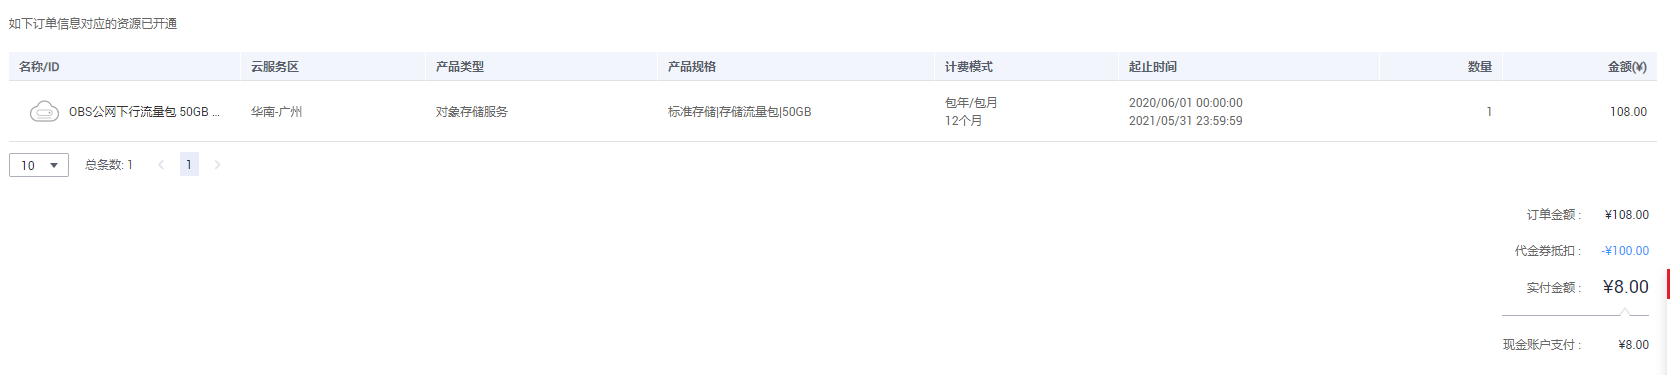 如下订单信息对应的资源已开通
名称/ID 云服务区 产品类型 产品规格 计费模式 起止时间 数量 金额(¥)
OBS公网下行流量包 50GB ... 华南-广州 对象存储服务 标准存储|存储流量包|50GB 包年/包月 2020/06/01 00:00:00 1 108.00
12个月 2021/05/31 23:59:59
10 总条数: 1 1
订单金额 : ¥108.00
代金券抵扣 : -¥100.00
实付金额 : ¥8.00
现金账户支付 : ¥8.00